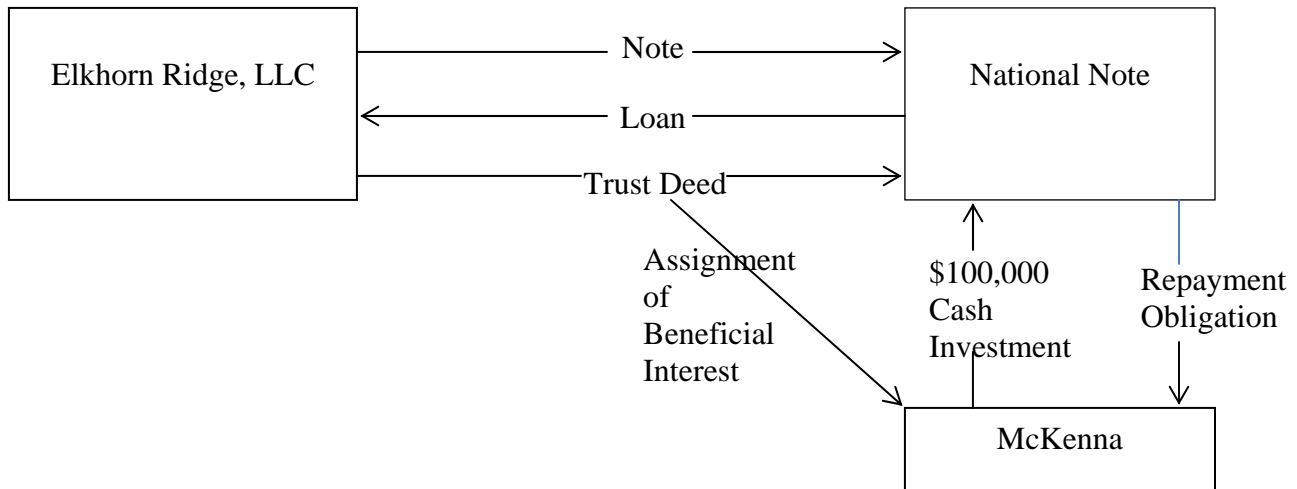 Elkhorn Ridge, LLC
Note
National Note
Loan
Trust Deed
Assignment
of
Beneficial
Interest
$100,000
Cash
Investment
Repayment
Obligation
McKenna